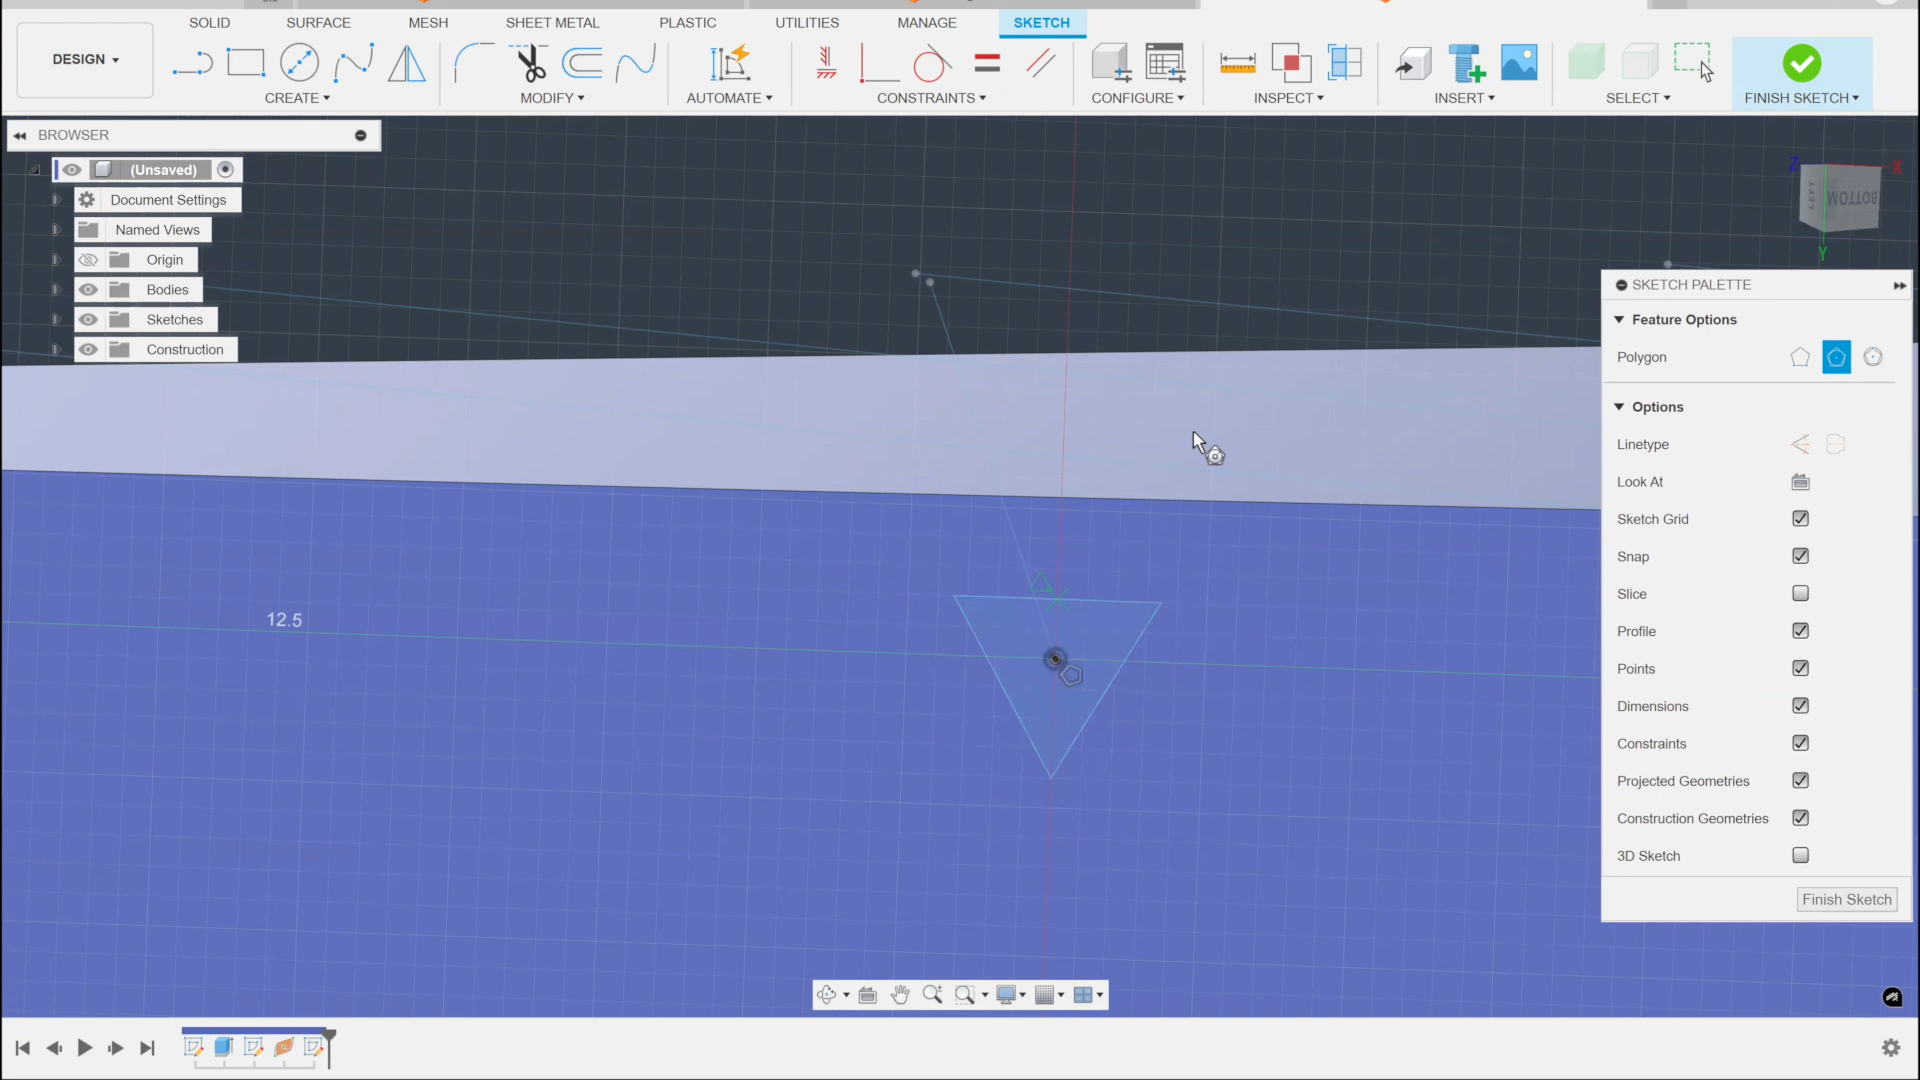 SOLID SURFACE MESH SHEET METAL PLASTIC UTILITIES MANAGE SKETCH
DESIGN
CREATE MODIFY AUTOMATE CONSTRAINTS CONFIGURE INSPECT INSERT SELECT FINISH SKETCH
BROWSER
(Unsaved)
Document Settings
Named Views
Origin
Bodies
Sketches
Construction
12.5
Z
X
LEFT
BOTTOM
Y
SKETCH PALETTE
Feature Options
Polygon
Options
Linetype
Look At
Sketch Grid
Snap
Slice
Profile
Points
Dimensions
Constraints
Projected Geometries
Construction Geometries
3D Sketch
Finish Sketch